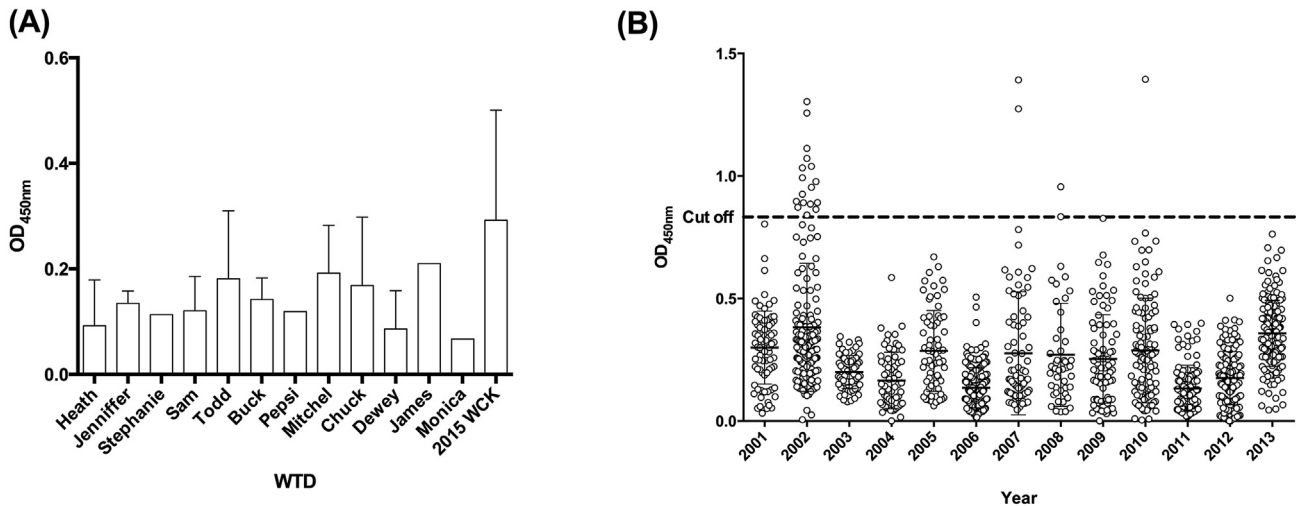 (A)
0.6
0.4
0.2
0.0
OD450nm
Heath
Jenniffer
Stephanie
Sam
Todd
Buck
Pepsi
Mitchel
Chuck
Dewey
James
Monica
2015 WCK
WTD
(B)
1.5
1.0
Cut off
0.5
0.0
OD450nm
2001
2002
2003
2004
2005
2006
2007
2008
2009
2010
2011
2012
2013
Year